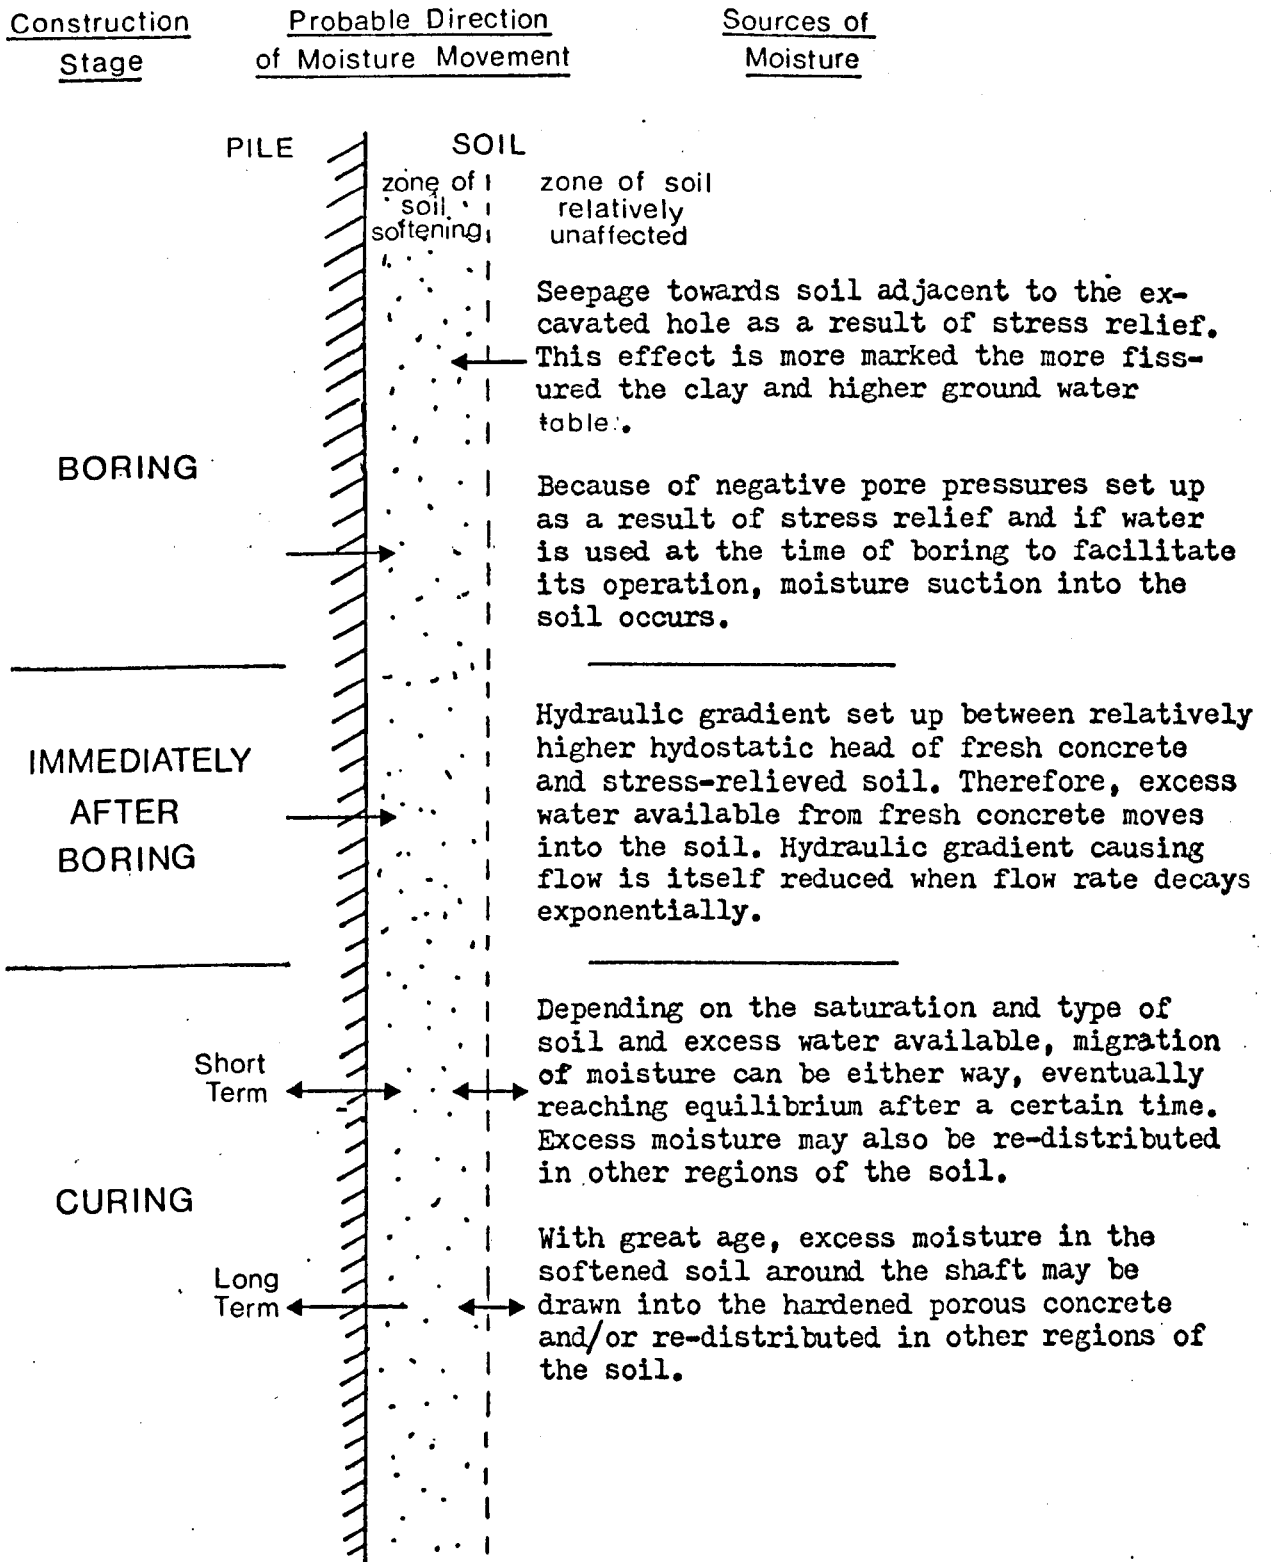 Construction Stage
Probable Direction of Moisture Movement
Sources of Moisture
PILE
SOIL
zone of
soil
softening
zone of soil
relatively
unaffected
BORING
Seepage towards soil adjacent to the ex-
cavated hole as a result of stress relief.
This effect is more marked the more fiss-
ured the clay and higher ground water
table.
Because of negative pore pressures set up
as a result of stress relief and if water
is used at the time of boring to facilitate
its operation, moisture suction into the
soil occurs.
IMMEDIATELY
AFTER
BORING
Hydraulic gradient set up between relatively
higher hydostatic head of fresh concrete
and stress-relieved soil. Therefore, excess
water available from fresh concrete moves
into the soil. Hydraulic gradient causing
flow is itself reduced when flow rate decays
exponentially.
CURING
Short
Term
Depending on the saturation and type of
soil and excess water available, migration
of moisture can be either way, eventually
reaching equilibrium after a certain time.
Excess moisture may also be re-distributed
in other regions of the soil.
Long
Term
With great age, excess moisture in the
softened soil around the shaft may be
drawn into the hardened porous concrete
and/or re-distributed in other regions of
the soil.